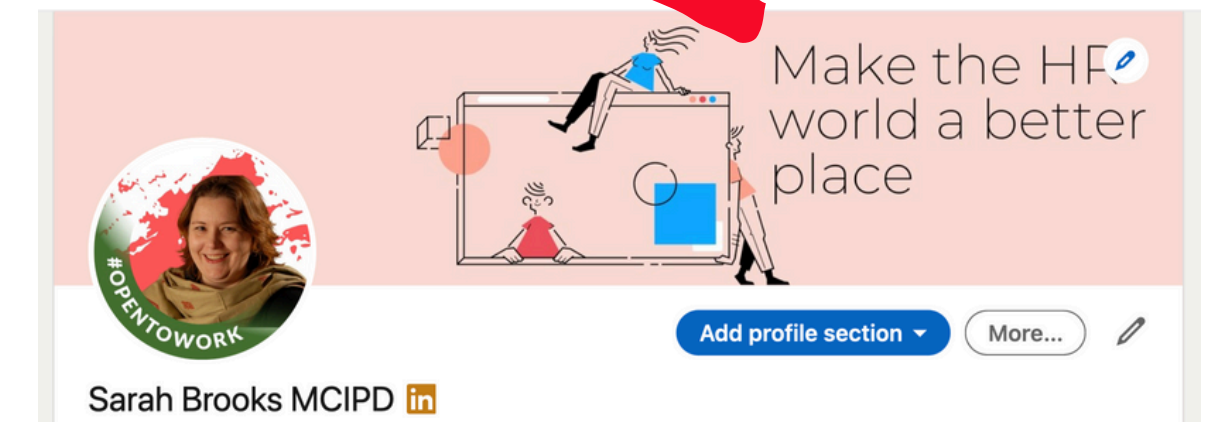 Make the HR
world a better
place
#OPENTOWORK
Add profile section
More...
Sarah Brooks MCIPD in